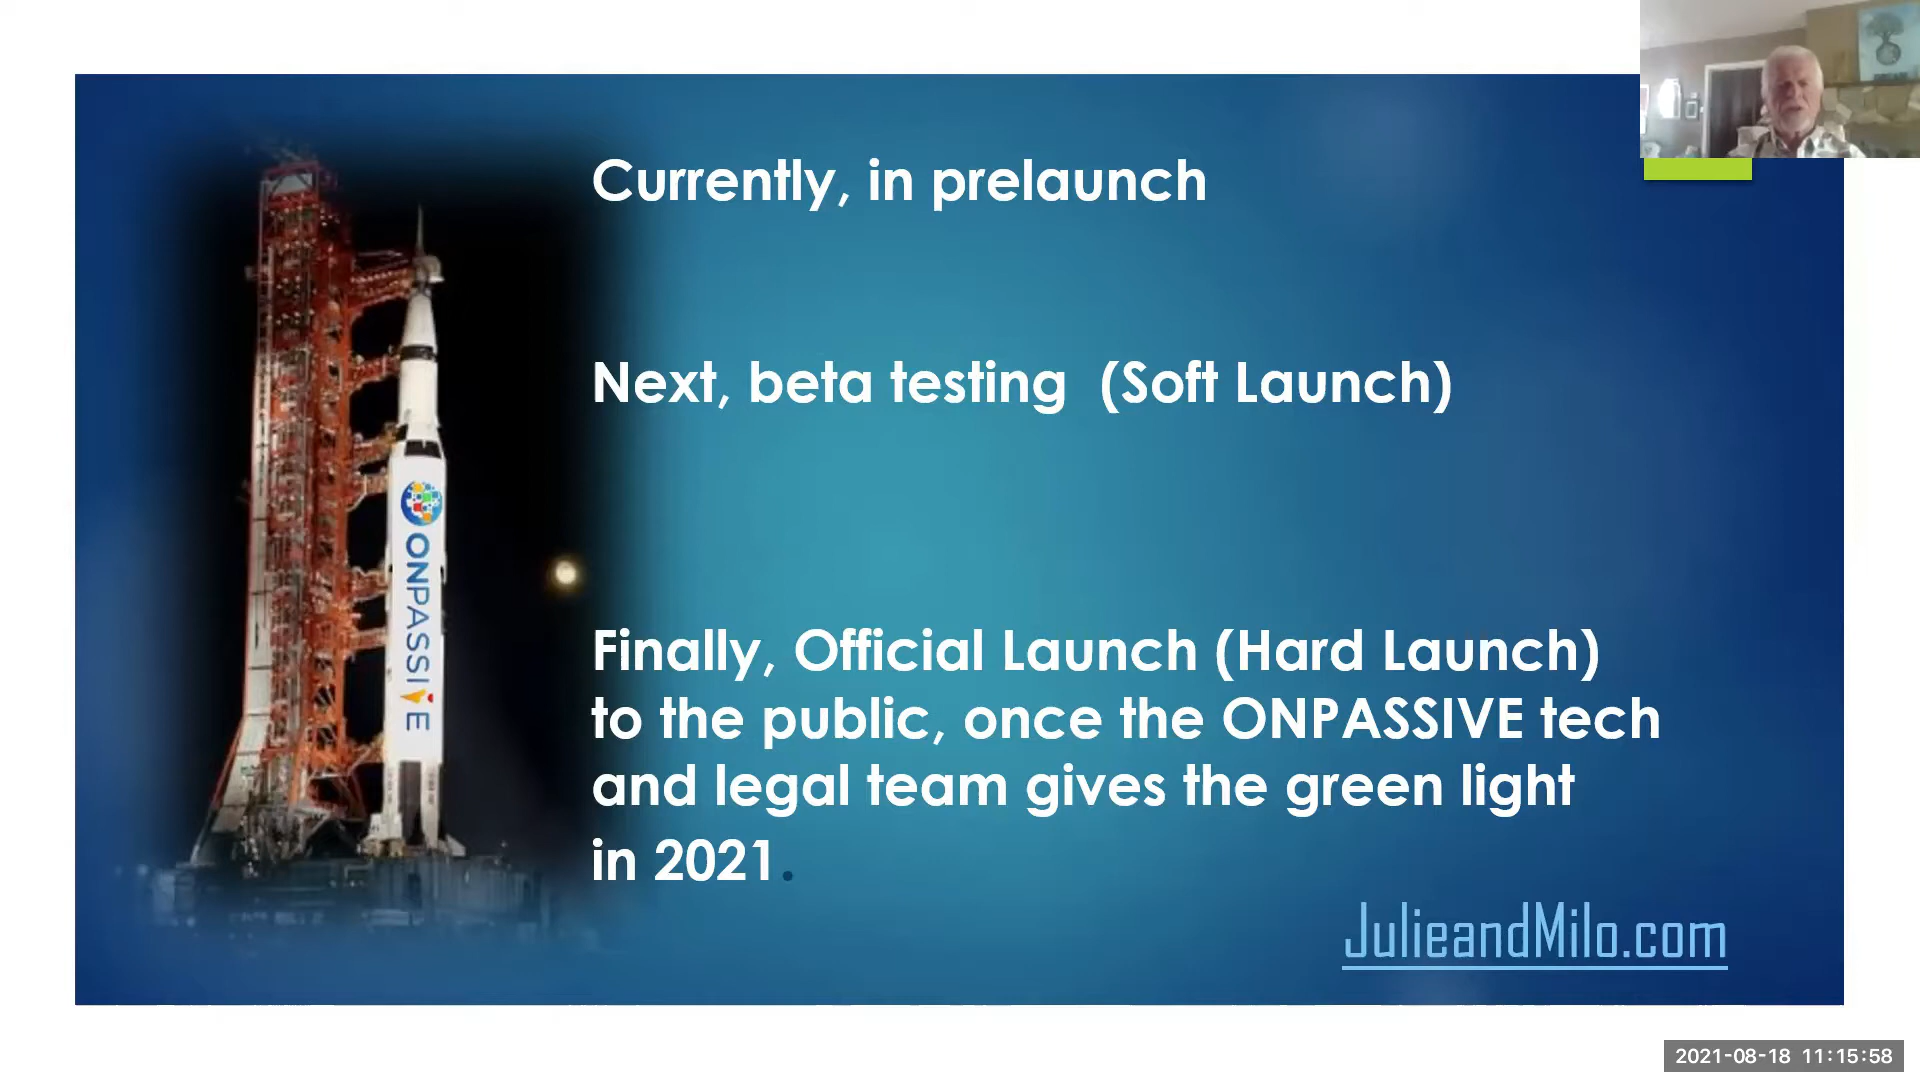 Currently, in prelaunch
Next, beta testing (Soft Launch)
ONPASSIVE
Finally, Official Launch (Hard Launch)
to the public, once the ONPASSIVE tech
and legal team gives the green light
in 2021.
JulieandMilo.com
2021-08-18 11:15:58